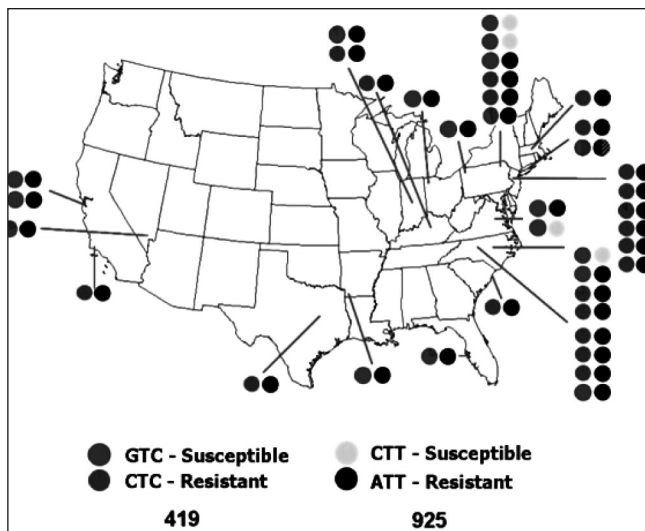 GTC - Susceptible
CTT - Susceptible
CTC - Resistant
ATT - Resistant
419
925